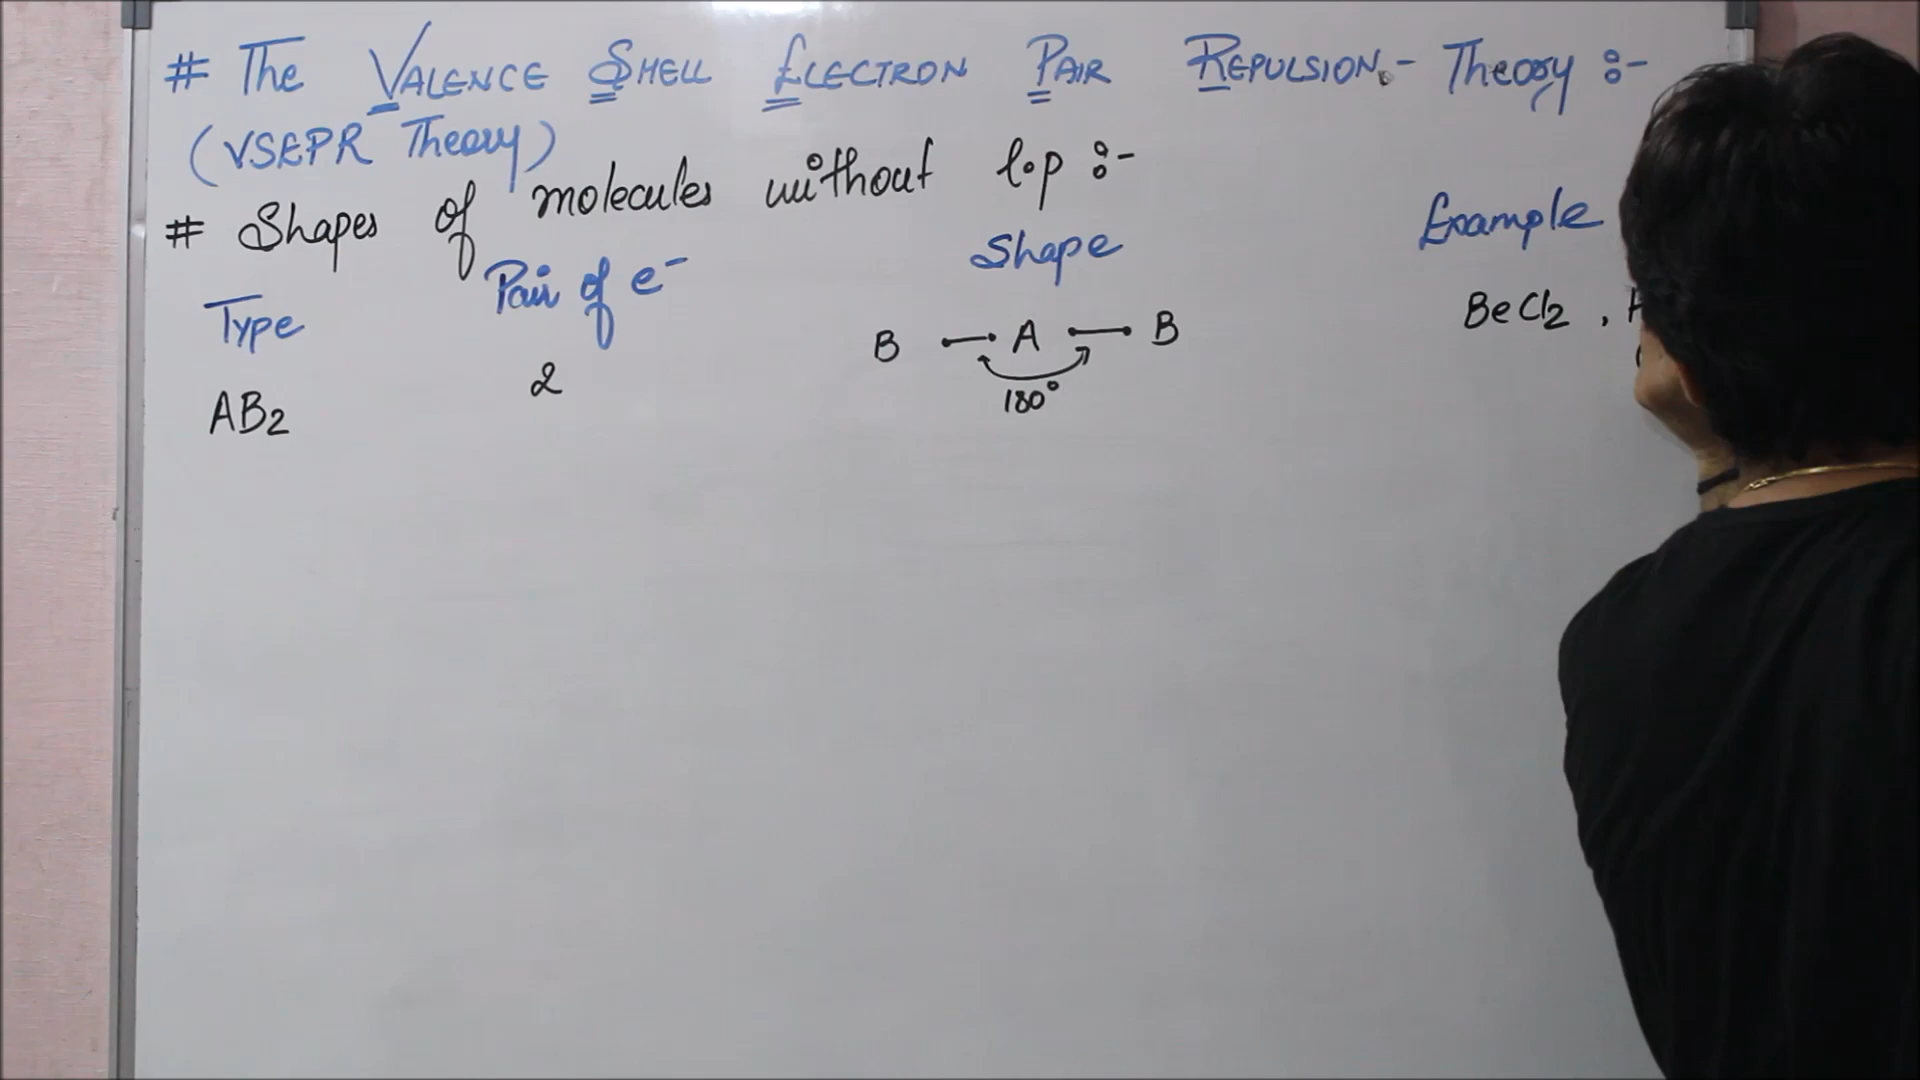 # The VALENCE SHELL ELECTRON PAIR REPULSION - Theory :-
(VSEPR Theory)
# Shapes of molecules without l.p :-
Type Pair of e⁻ Shape Example
AB₂ 2 B A B BeCl₂ ,
180°